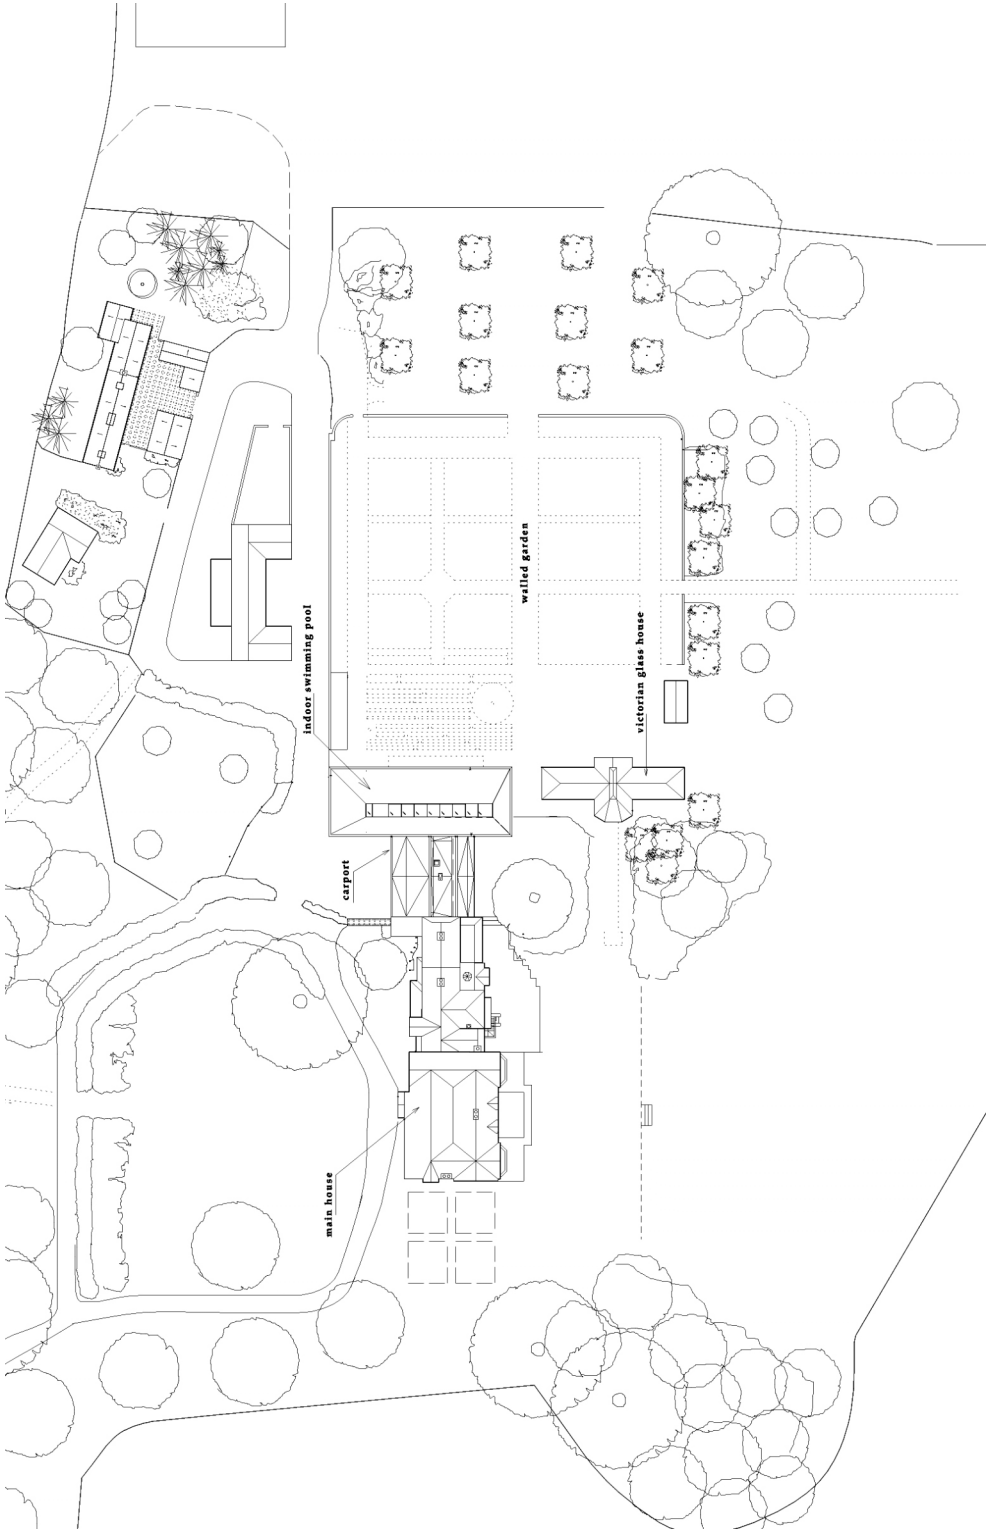 main house
carport
indoor swimming pool
walled garden
victorian glass house